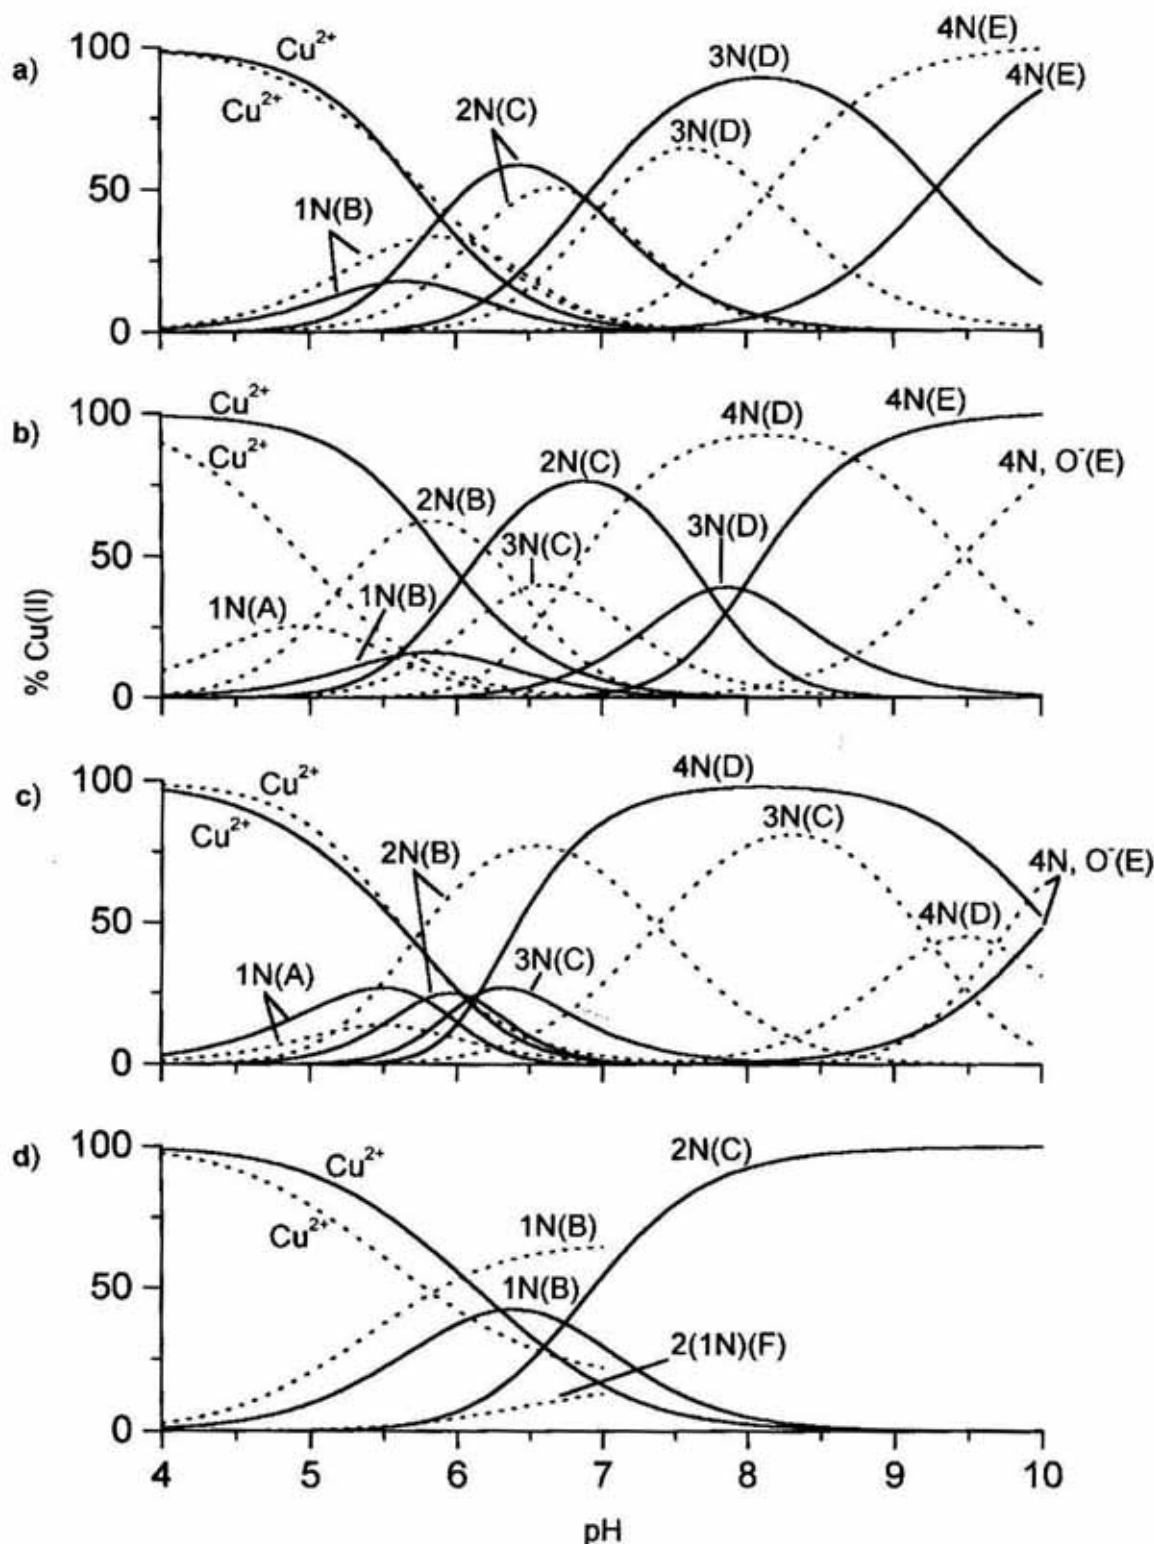 a)
100
50
0
Cu²⁺
Cu²⁺
1N(B)
2N(C)
3N(D)
3N(D)
4N(E)
4N(E)
b)
100
50
0
Cu²⁺
Cu²⁺
1N(A)
1N(B)
2N(B)
2N(C)
3N(C)
3N(D)
4N(D)
4N(E)
4N, O⁻(E)
% Cu(II)
c)
100
50
0
Cu²⁺
Cu²⁺
1N(A)
2N(B)
3N(C)
4N(D)
3N(C)
4N(D)
4N, O⁻(E)
d)
100
50
0
Cu²⁺
Cu²⁺
1N(B)
1N(B)
2N(C)
2(1N)(F)
4 5 6 7 8 9 10
pH